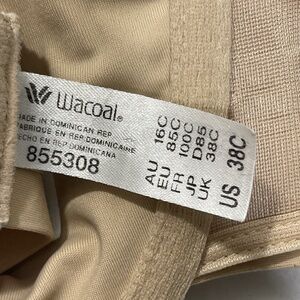 Wacoal®
MADE IN DOMINICAN REP
FABRIQUE EN REP. DOMINICAINE
HECHO EN REP. DOMINICANA
855308
AU 16C
EU 85C
FR 100C
JP D85
UK 38C
US 38C